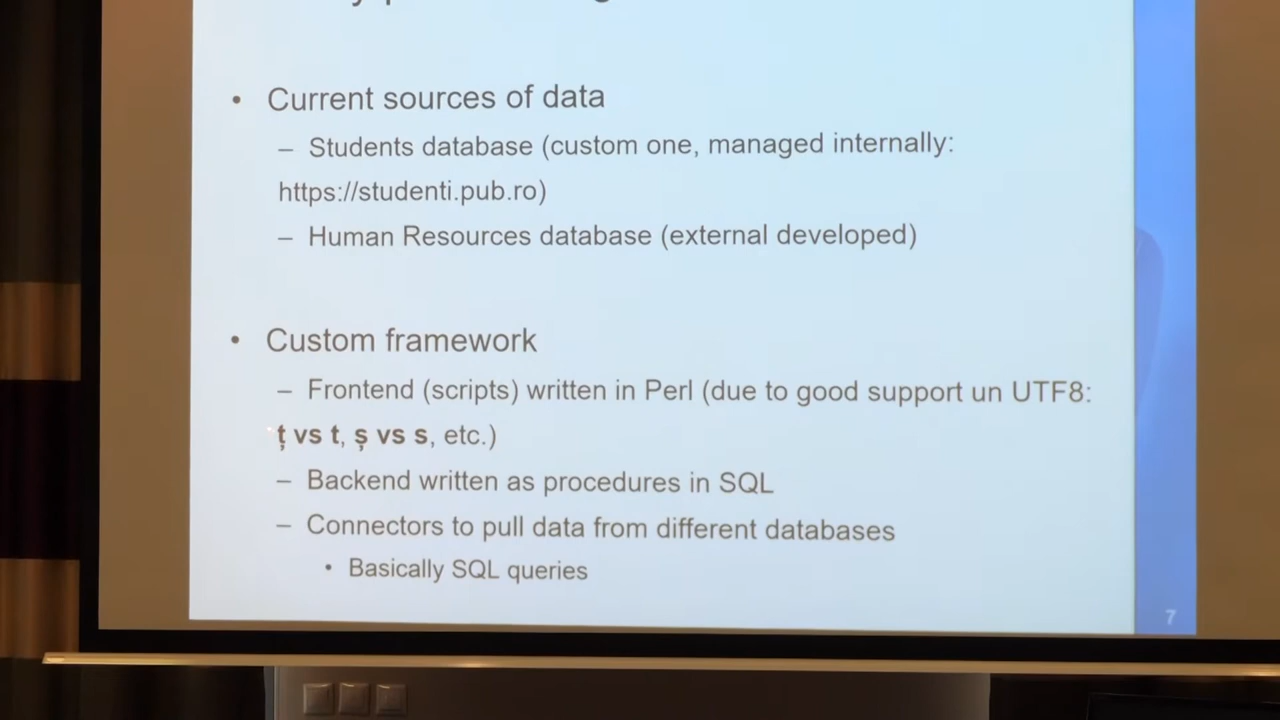 • Current sources of data
– Students database (custom one, managed internally:
https://studenti.pub.ro)
– Human Resources database (external developed)
• Custom framework
– Frontend (scripts) written in Perl (due to good support un UTF8:
ț vs t, ș vs s, etc.)
– Backend written as procedures in SQL
– Connectors to pull data from different databases
• Basically SQL queries
7